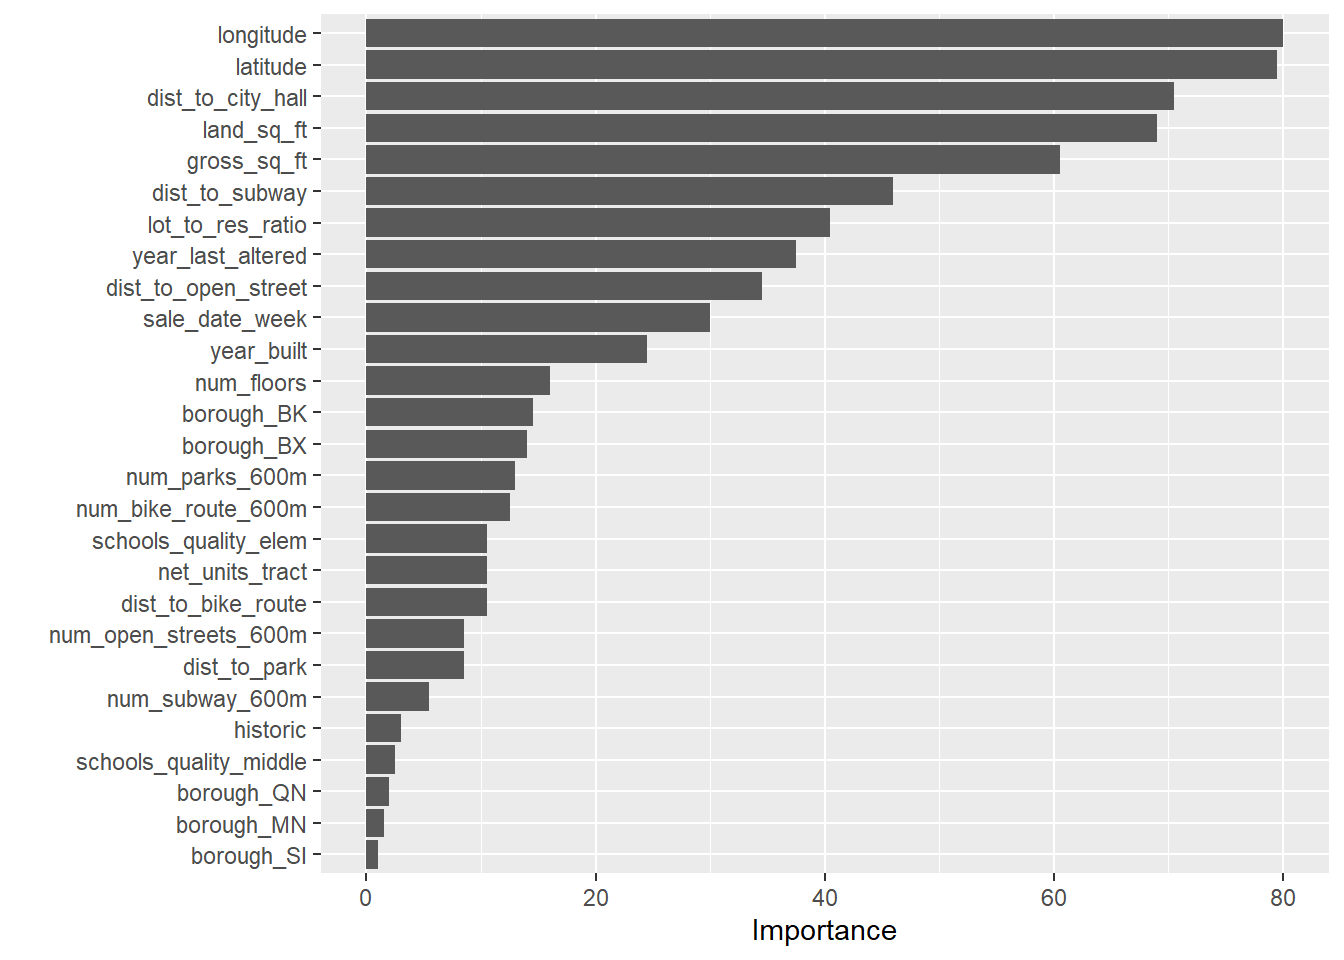 longitude
latitude
dist_to_city_hall
land_sq_ft
gross_sq_ft
dist_to_subway
lot_to_res_ratio
year_last_altered
dist_to_open_street
sale_date_week
year_built
num_floors
borough_BK
borough_BX
num_parks_600m
num_bike_route_600m
schools_quality_elem
net_units_tract
dist_to_bike_route
num_open_streets_600m
dist_to_park
num_subway_600m
historic
schools_quality_middle
borough_QN
borough_MN
borough_SI
0 20 40 60 80
Importance